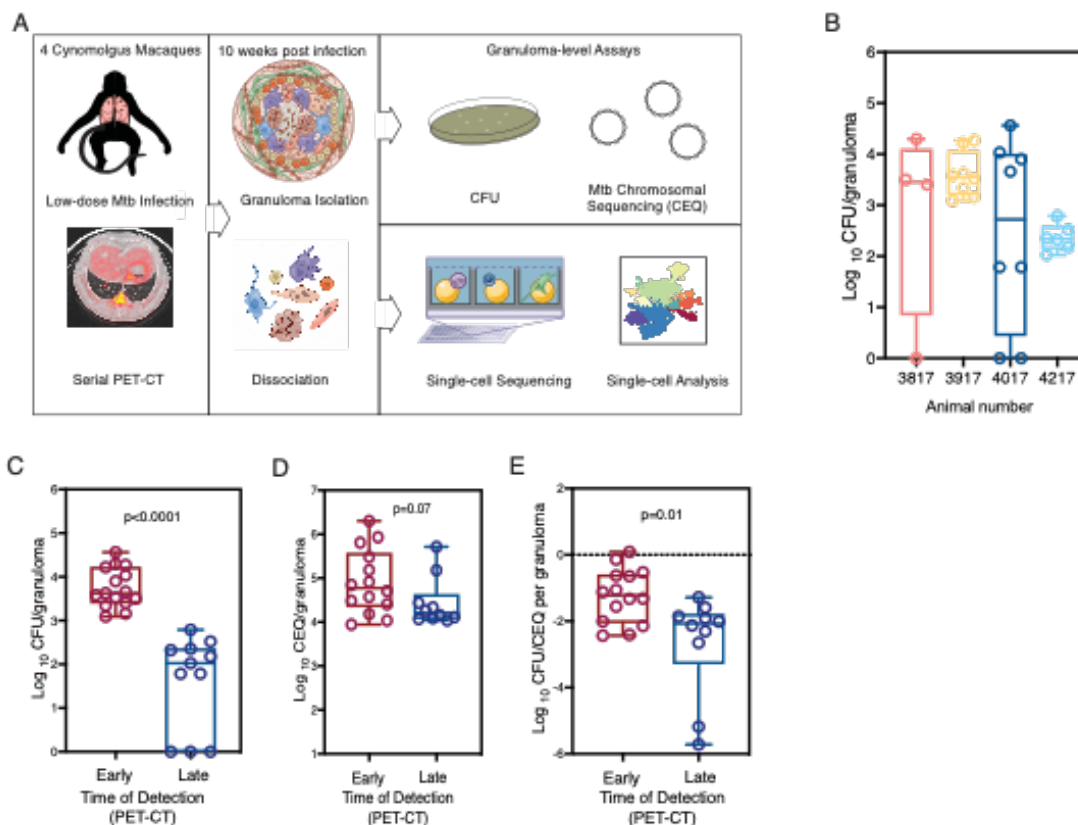 A
4 Cynomolgus Macaques
10 weeks post infection
Granuloma-level Assays
Low-dose Mtb Infection
Granuloma Isolation
CFU
Mtb Chromosomal
Sequencing (CEQ)
Serial PET-CT
Dissociation
Single-cell Sequencing
Single-cell Analysis
B
Log 10 CFU/granuloma
6
5
4
3
2
1
0
3817 3917 4017 4217
Animal number
C
Log 10 CFU/granuloma
6
5
4
3
2
1
0
p<0.0001
Early Late
Time of Detection
(PET-CT)
D
Log 10 CEQ/granuloma
7
6
5
4
3
2
1
p=0.07
Early Late
Time of Detection
(PET-CT)
E
Log 10 CFU/CEQ per granuloma
2
0
-2
-4
-6
p=0.01
Early Late
Time of Detection
(PET-CT)